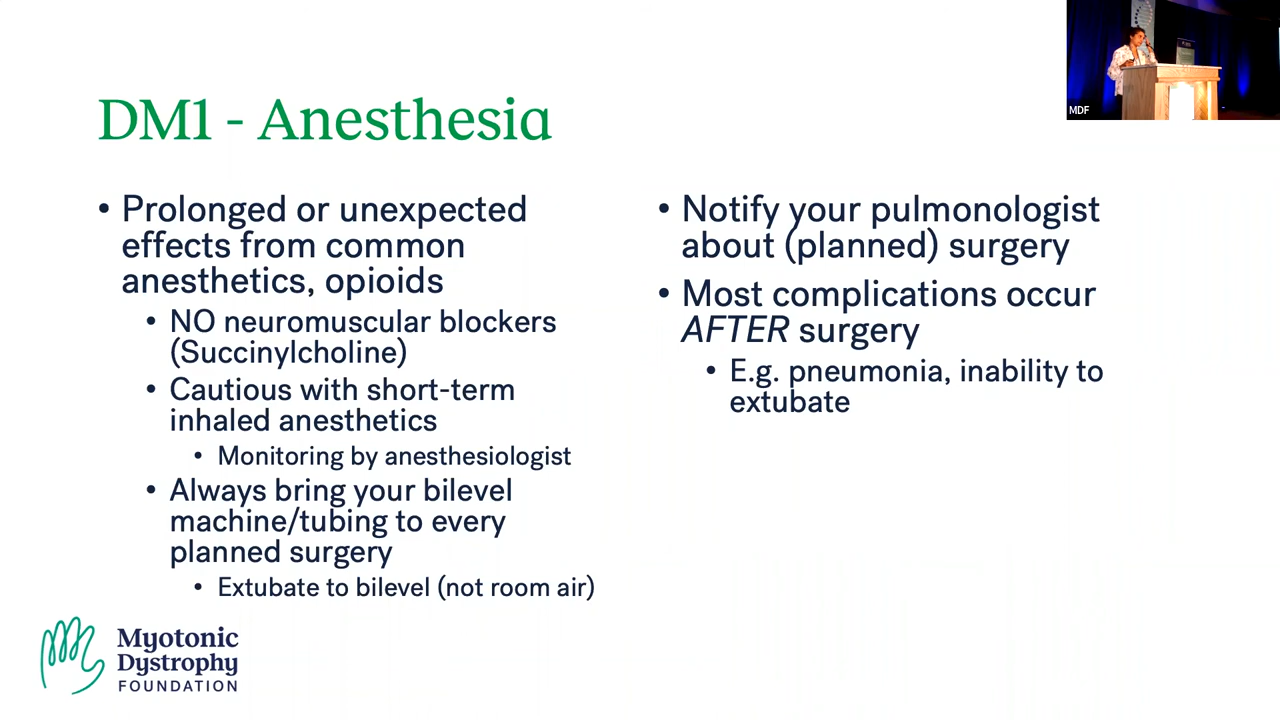 DM1 - Anesthesia
• Prolonged or unexpected
effects from common
anesthetics, opioids
• NO neuromuscular blockers
(Succinylcholine)
• Cautious with short-term
inhaled anesthetics
• Monitoring by anesthesiologist
• Always bring your bilevel
machine/tubing to every
planned surgery
• Extubate to bilevel (not room air)
• Notify your pulmonologist
about (planned) surgery
• Most complications occur
AFTER surgery
• E.g. pneumonia, inability to
extubate
MDF
Myotonic
Dystrophy
FOUNDATION